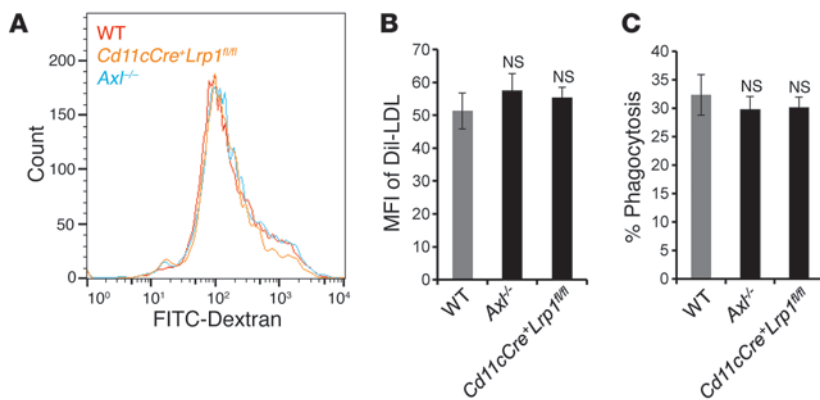 A
WT
Cd11cCre⁺Lrp1ᶠˡ/ᶠˡ
Axl⁻/⁻
Count
200
150
100
50
0
10⁰ 10¹ 10² 10³ 10⁴
FITC-Dextran
B
MFI of Dil-LDL
70
60
50
40
30
20
10
0
NS NS
WT
Axl⁻/⁻
Cd11cCre⁺Lrp1ᶠˡ/ᶠˡ
C
% Phagocytosis
40
35
30
25
20
15
10
5
0
NS NS
WT
Axl⁻/⁻
Cd11cCre⁺Lrp1ᶠˡ/ᶠˡ